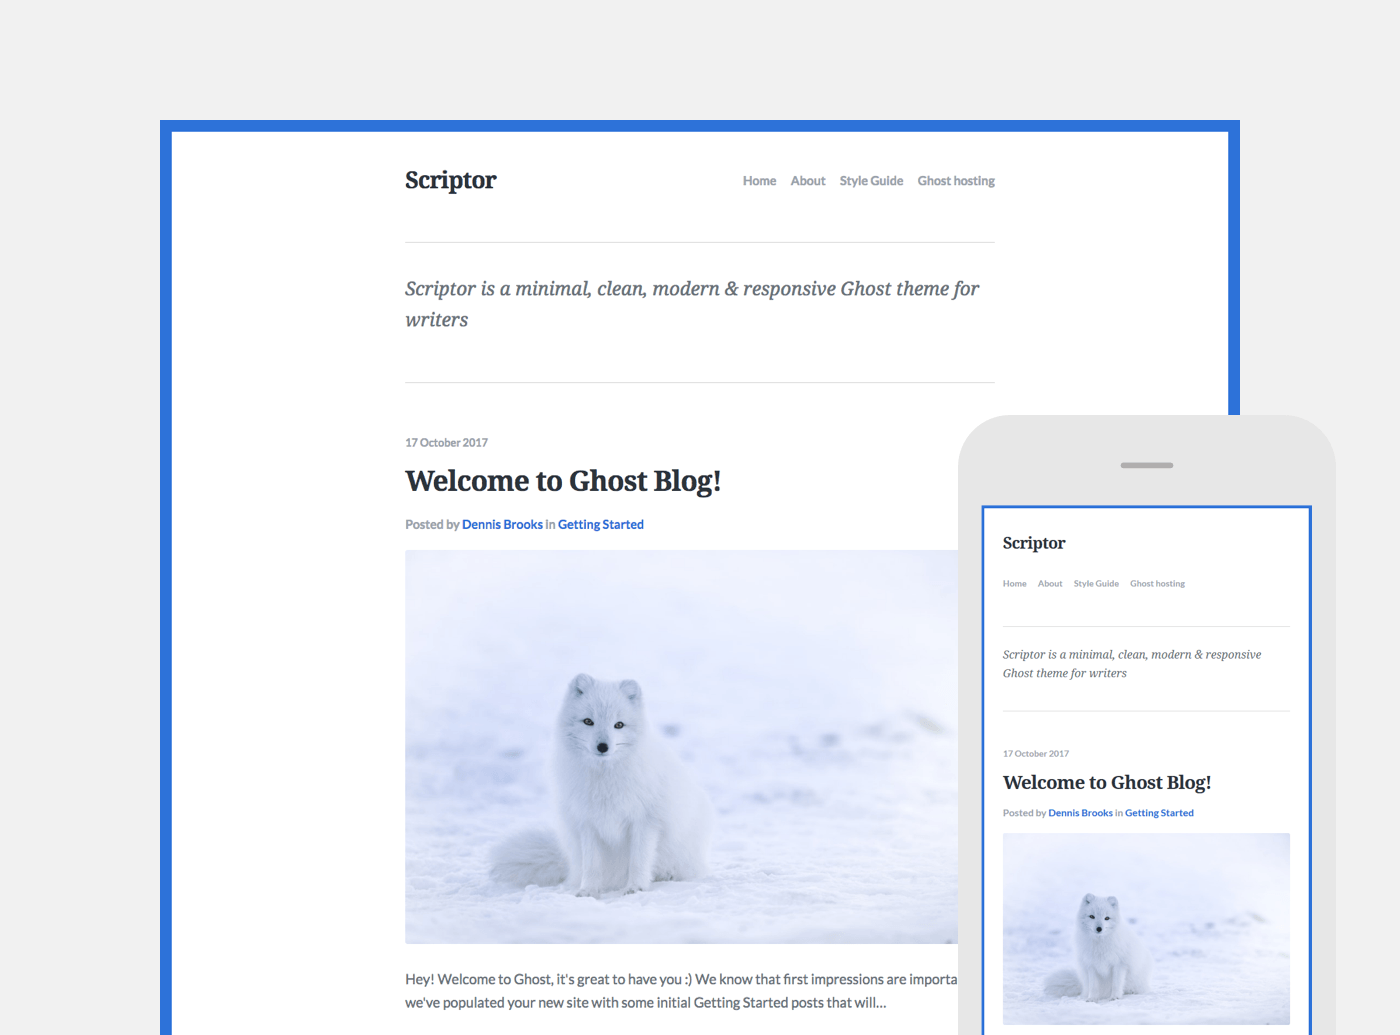 Scriptor
Home About Style Guide Ghost hosting
Scriptor is a minimal, clean, modern & responsive Ghost theme for
writers
17 October 2017
Welcome to Ghost Blog!
Posted by Dennis Brooks in Getting Started
Hey! Welcome to Ghost, it's great to have you :) We know that first impressions are importa
we've populated your new site with some initial Getting Started posts that will...
Scriptor
Home About Style Guide Ghost hosting
Scriptor is a minimal, clean, modern & responsive
Ghost theme for writers
17 October 2017
Welcome to Ghost Blog!
Posted by Dennis Brooks in Getting Started